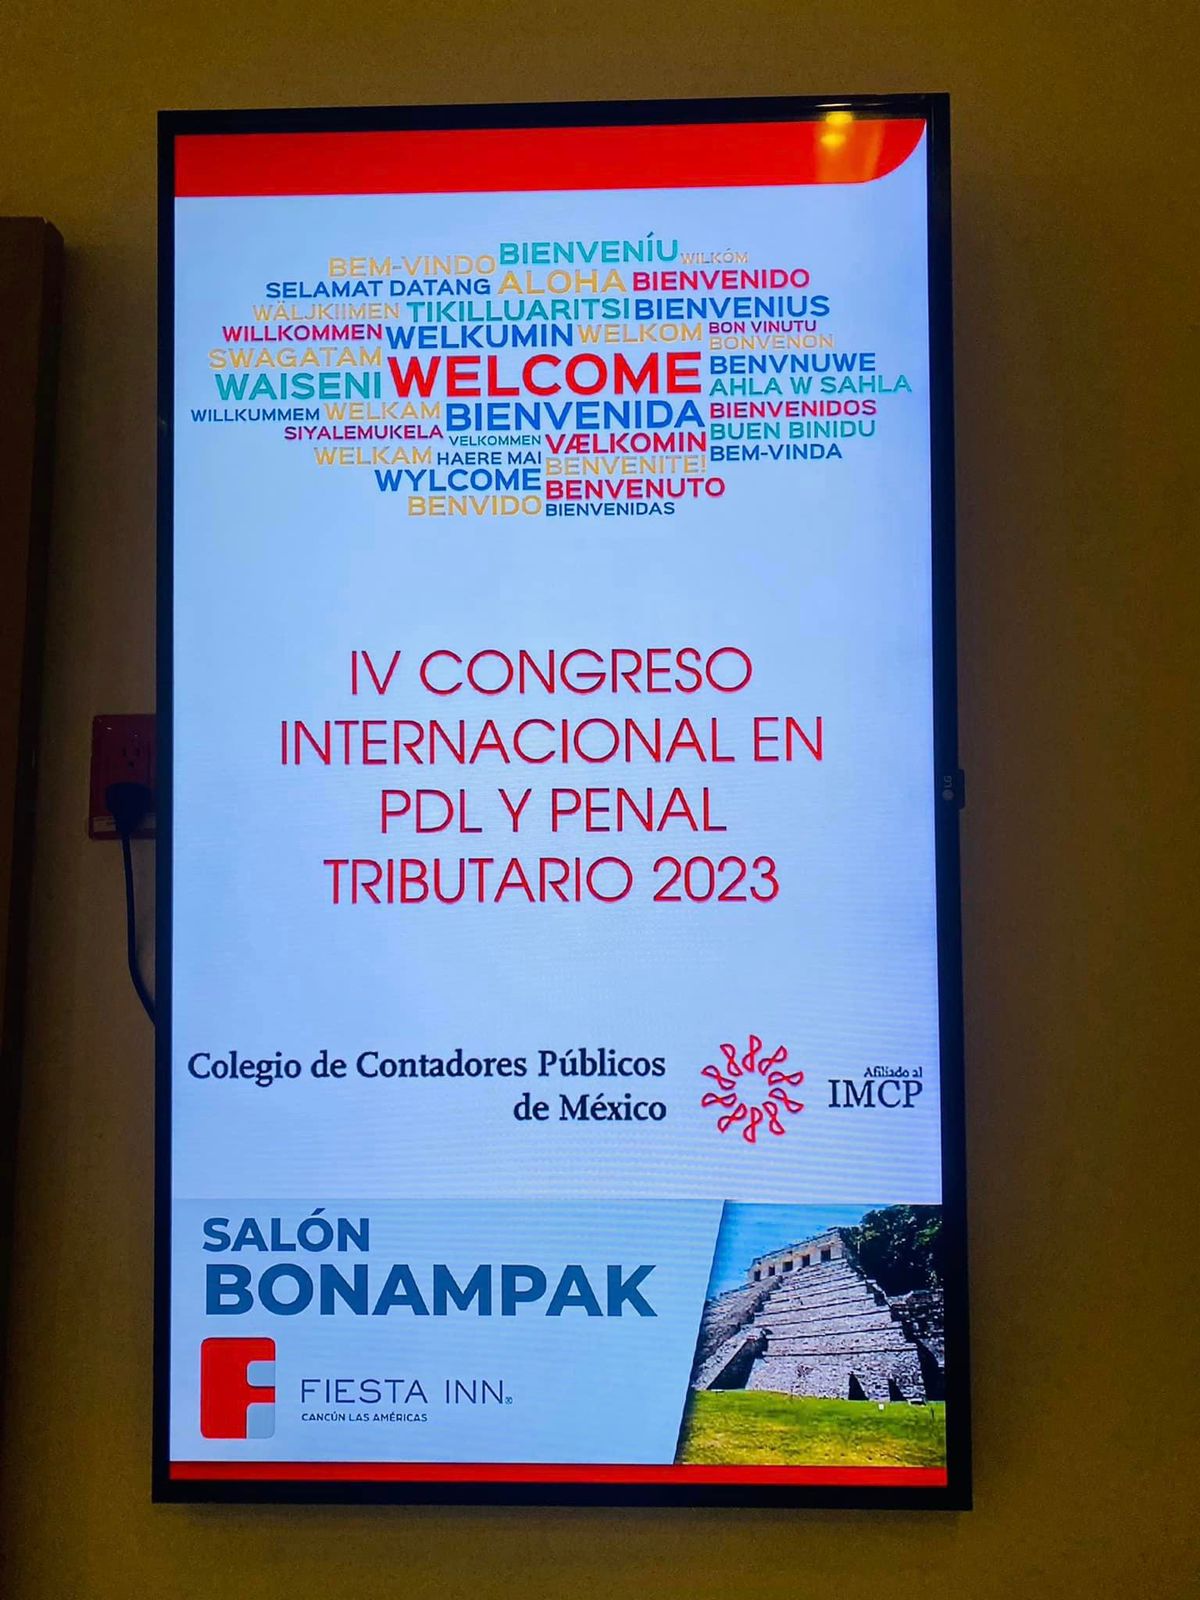 BIENVENÍU
BEM-VINDO WILKÓM
SELAMAT DATANG ALOHA BIENVENIDO
WÄLJKIIMEN TIKILLUARITSI BIENVENIUS
WILLKOMMEN WELKUMIN WELKOM BON VINUTU
BONVENON
SWAGATAM WELCOME BENVNUWE
WAISENI AHLA W SAHLA
WILLKUMMEM WELKAM BIENVENIDA BIENVENIDOS
SIYALEMUKELA VELKOMMEN VÆLKOMIN BUEN BINIDU
WELKAM HAERE MAI BENVENITE! BEM-VINDA
WYLCOME BENVENUTO
BENVIDO BIENVENIDAS
IV CONGRESO
INTERNACIONAL EN
PDL Y PENAL
TRIBUTARIO 2023
Colegio de Contadores Públicos
de México
Afiliado al
IMCP
SALÓN
BONAMPAK
FIESTA INN®
CANCÚN LAS AMÉRICAS
LG